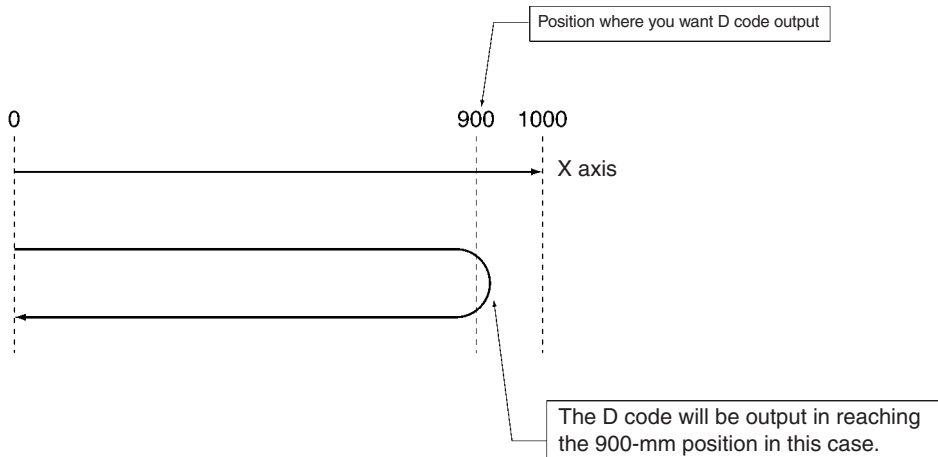 Position where you want D code output
0
900
1000
X axis
The D code will be output in reaching
the 900-mm position in this case.